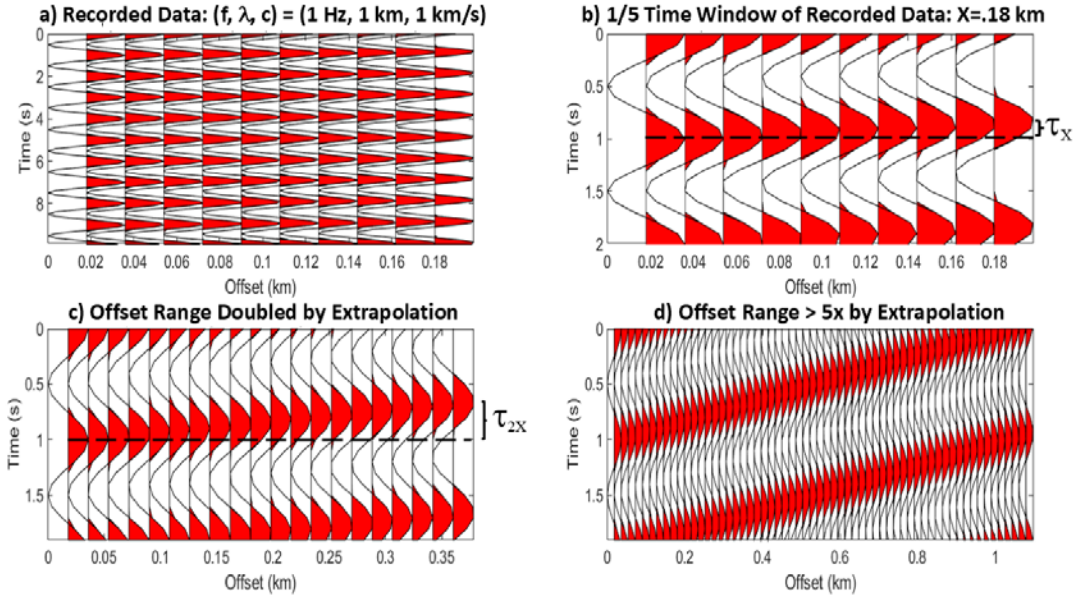 a) Recorded Data: (f, λ, c) = (1 Hz, 1 km, 1 km/s)
Time (s)
0
2
4
6
8
0 0.02 0.04 0.06 0.08 0.1 0.12 0.14 0.16 0.18
Offset (km)
b) 1/5 Time Window of Recorded Data: X=.18 km
Time (s)
0
0.5
1
1.5
2
τX
0 0.02 0.04 0.06 0.08 0.1 0.12 0.14 0.16 0.18
Offset (km)
c) Offset Range Doubled by Extrapolation
Time (s)
0
0.5
1
1.5
τ2X
0 0.05 0.1 0.15 0.20 0.25 0.3 0.35
Offset (km)
d) Offset Range > 5x by Extrapolation
Time (s)
0
0.5
1
1.5
0 0.2 0.4 0.6 0.8 1
Offset (km)